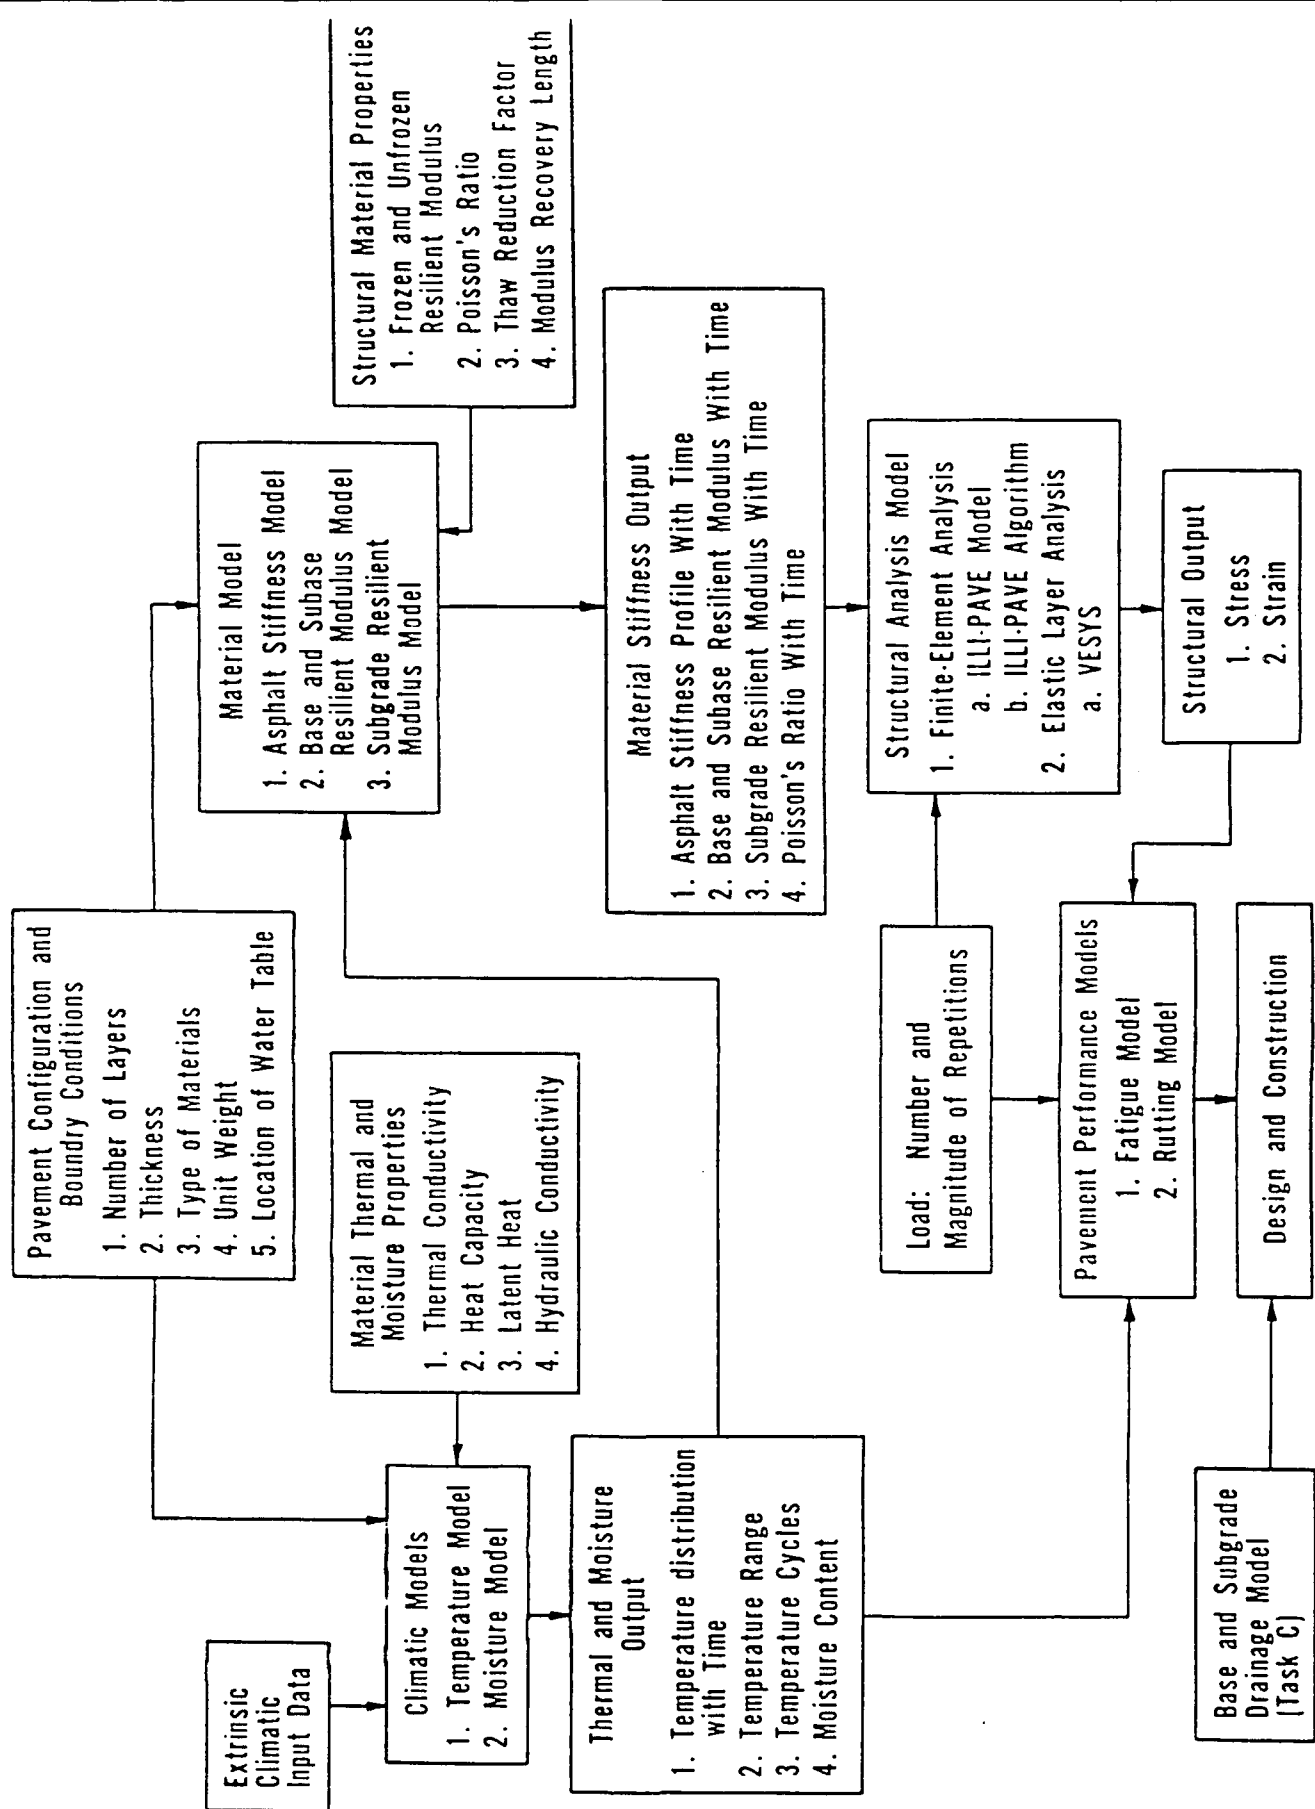 Extrinsic
Climatic
Input Data
Pavement Configuration and
Boundry Conditions
1. Number of Layers
2. Thickness
3. Type of Materials
4. Unit Weight
5. Location of Water Table
Climatic Models
1. Temperature Model
2. Moisture Model
Material Thermal and
Moisture Properties
1. Thermal Conductivity
2. Heat Capacity
3. Latent Heat
4. Hydraulic Conductivity
Material Model
1. Asphalt Stiffness Model
2. Base and Subase
Resilient Modulus Model
3. Subgrade Resilient
Modulus Model
Structural Material Properties
1. Frozen and Unfrozen
Resilient Modulus
2. Poisson's Ratio
3. Thaw Reduction Factor
4. Modulus Recovery Length
Thermal and Moisture
Output
1. Temperature distribution
with Time
2. Temperature Range
3. Temperature Cycles
4. Moisture Content
Material Stiffness Output
1. Asphalt Stiffness Profile With Time
2. Base and Subase Resilient Modulus With Time
3. Subgrade Resilient Modulus With Time
4. Poisson's Ratio With Time
Load: Number and
Magnitude of Repetitions
Structural Analysis Model
1. Finite-Element Analysis
a. ILLI-PAVE Model
b. ILLI-PAVE Algorithm
2. Elastic Layer Analysis
a. VESYS
Pavement Performance Models
1. Fatigue Model
2. Rutting Model
Structural Output
1. Stress
2. Strain
Base and Subgrade
Drainage Model
(Task C)
Design and Construction